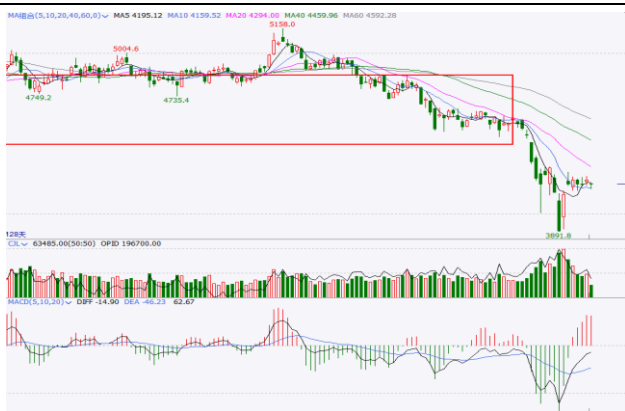 MA组合(5,10,20,40,60,0) MA5 4195.12 MA10 4159.52 MA20 4294.00 MA40 4459.96 MA60 4592.28
5158.0
5004.6
4749.2
4735.4
3891.8
128天
CJL 63485.00(50:50) OPID 196700.00
MACD(5,10,20) DIFF -14.90 DEA -46.23 62.67